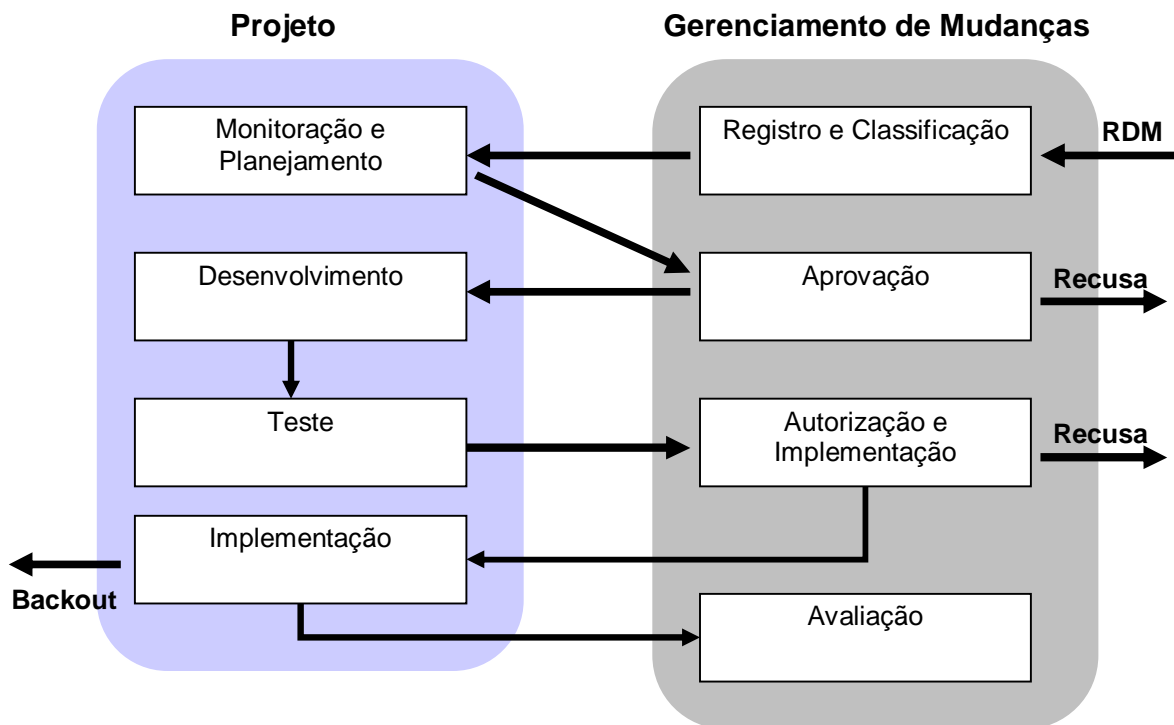 Projeto
Gerenciamento de Mudanças
Monitoração e
Planejamento
Registro e Classificação
RDM
Desenvolvimento
Aprovação
Recusa
Teste
Autorização e
Implementação
Recusa
Implementação
Backout
Avaliação